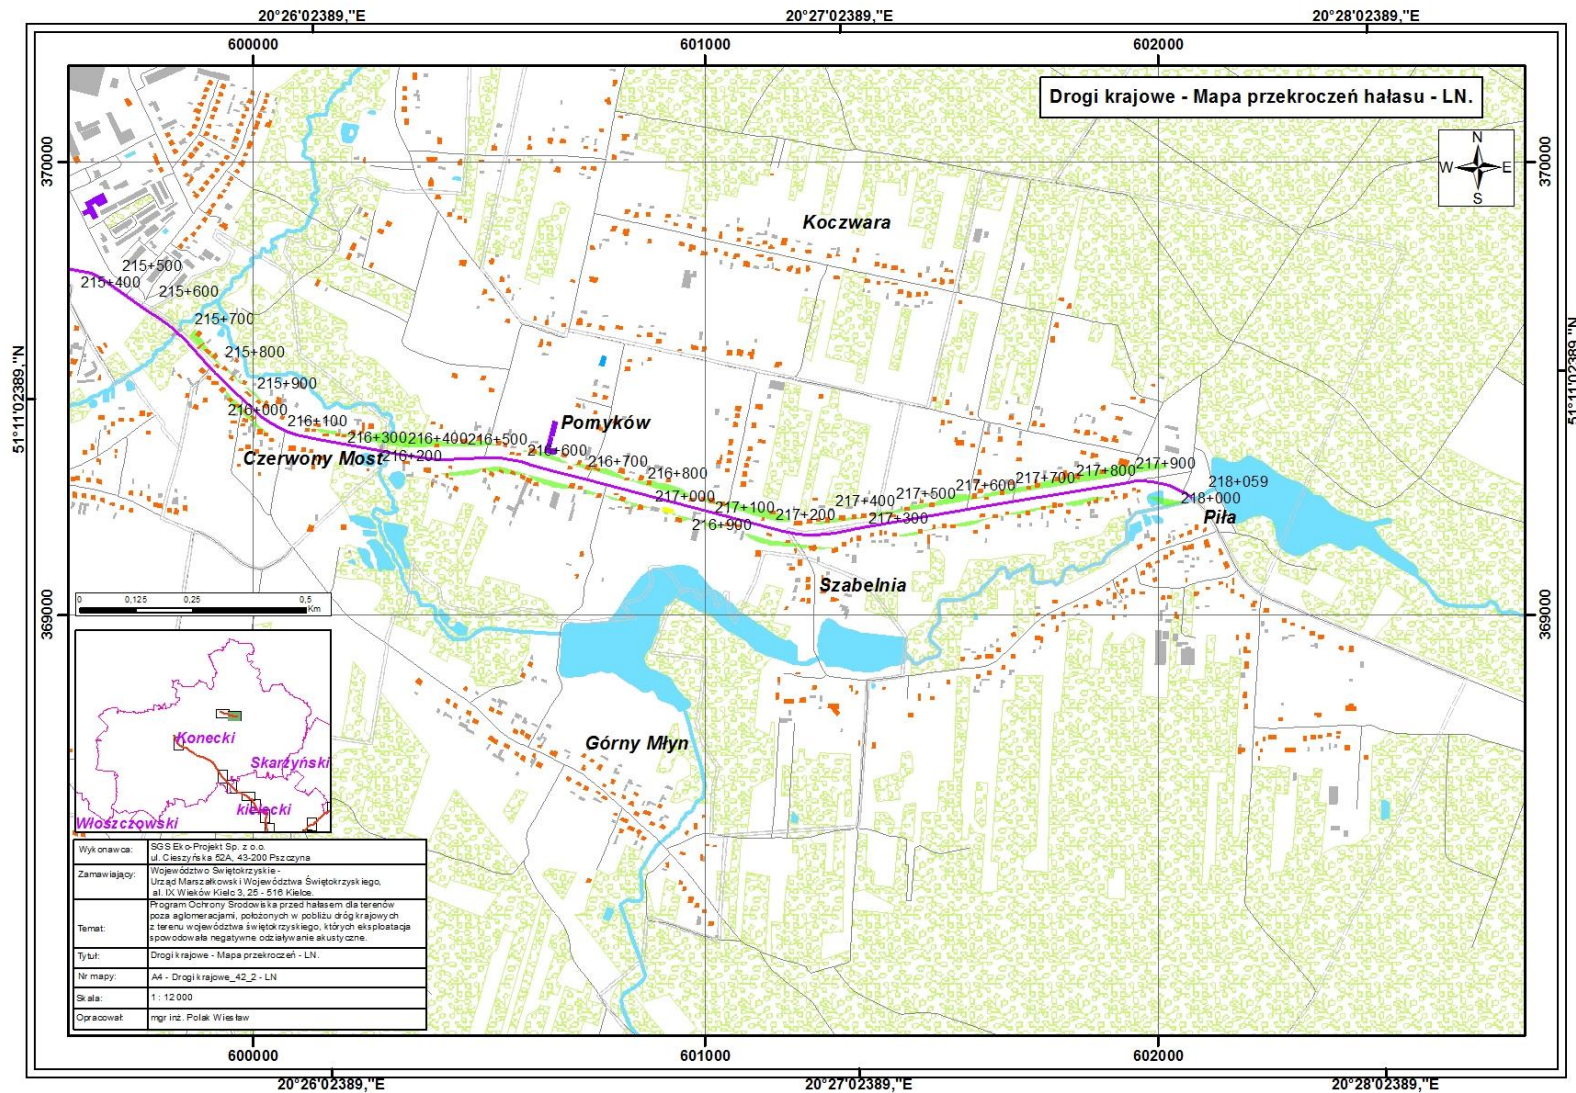 20°26'02389,"E
20°27'02389,"E
20°28'02389,"E
600000
601000
602000
Drogi krajowe - Mapa przekroczeń hałasu - LN.
N
W E
S
370000
370000
Koczwara
215+500
215+400
215+600
215+700
215+800
215+900
216+000
216+100
216+300
216+400
216+500
216+200
Czerwony Most
Pomyków
216+600
216+700
216+800
217+000
217+100
216+900
217+200
217+400
217+300
217+500
217+600
217+700
217+800
217+900
218+059
218+000
Piła
Szabelnia
51°11'02389,"N
51°11'02389,"N
0 0,125 0,25 0,5
Km
369000
369000
Górny Młyn
Konecki
Skarżyński
kielecki
Włoszczowski
Wykonawca: SGS Eko-Projekt Sp. z o.o.
ul. Cieszyńska 52A, 43-200 Pszczyna
Zamawiający: Województwo Świętokrzyskie -
Urząd Marszałkowski Województwa Świętokrzyskiego,
al. IX Wieków Kielc 3, 25 - 516 Kielce.
Temat: Program Ochrony Środowiska przed hałasem dla terenów
poza aglomeracjami, położonych w pobliżu dróg krajowych
z terenu województwa świętokrzyskiego, których eksploatacja
spowodowała negatywne odziaływanie akustyczne.
Tytuł: Drogi krajowe - Mapa przekroczeń - LN.
Nr mapy: A4 - Drogi krajowe_42_2 - LN
Skala: 1 : 12 000
Opracował: mgr inż. Polak Wiesław
600000
601000
602000
20°26'02389,"E
20°27'02389,"E
20°28'02389,"E